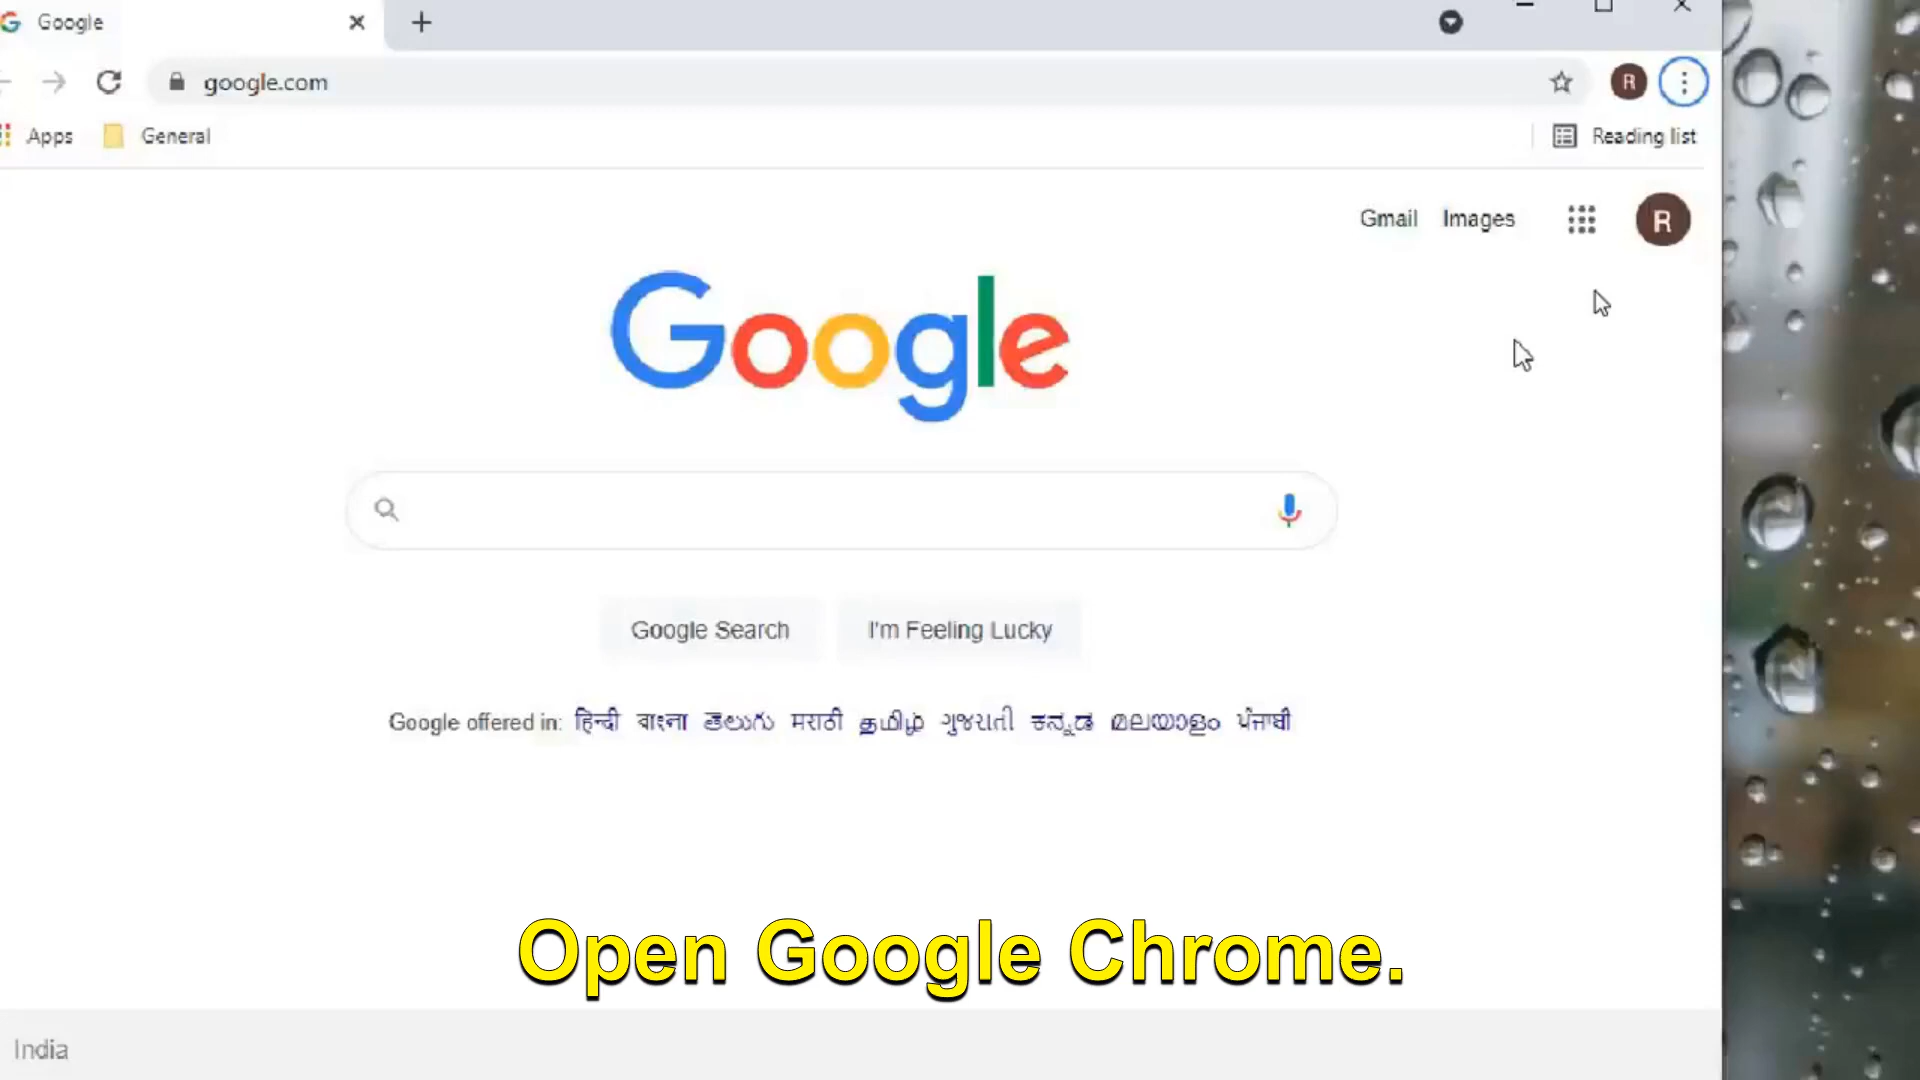 Google
google.com
R
Apps General Reading list
Gmail Images R
Google
Google Search I'm Feeling Lucky
Google offered in: हिन्दी বাংলা తెలుగు मराठी தமிழ் ગુજરાતી ಕನ್ನಡ മലയാളം ਪੰਜਾਬੀ
Open Google Chrome.
India